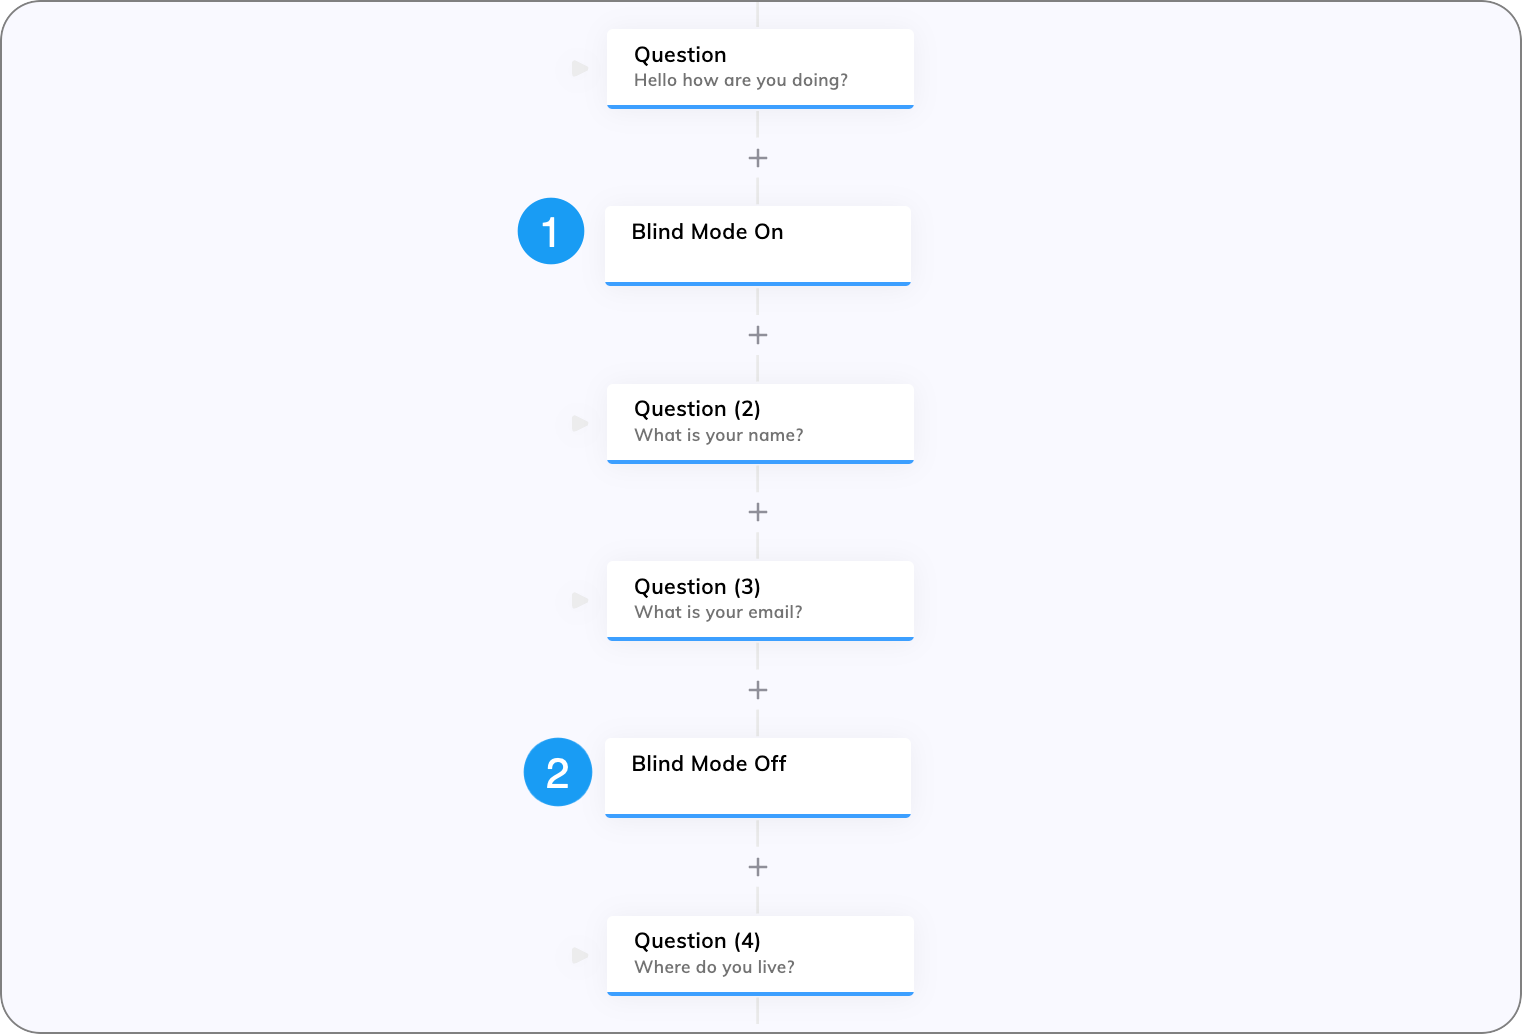 Question
Hello how are you doing?
1
Blind Mode On
Question (2)
What is your name?
Question (3)
What is your email?
2
Blind Mode Off
Question (4)
Where do you live?